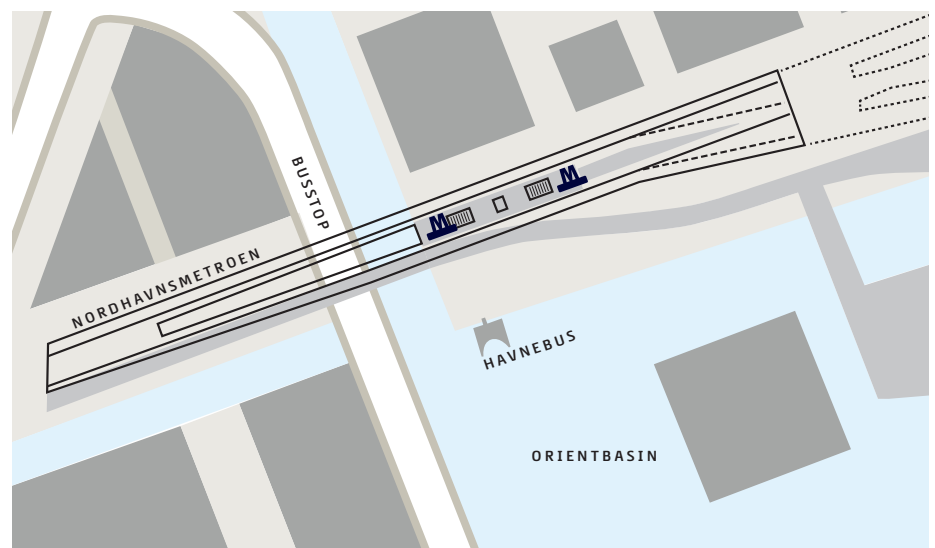 BUSSTOP
M
M
NORDHAVNSMETROEN
HAVNEBUS
ORIENTBASIN